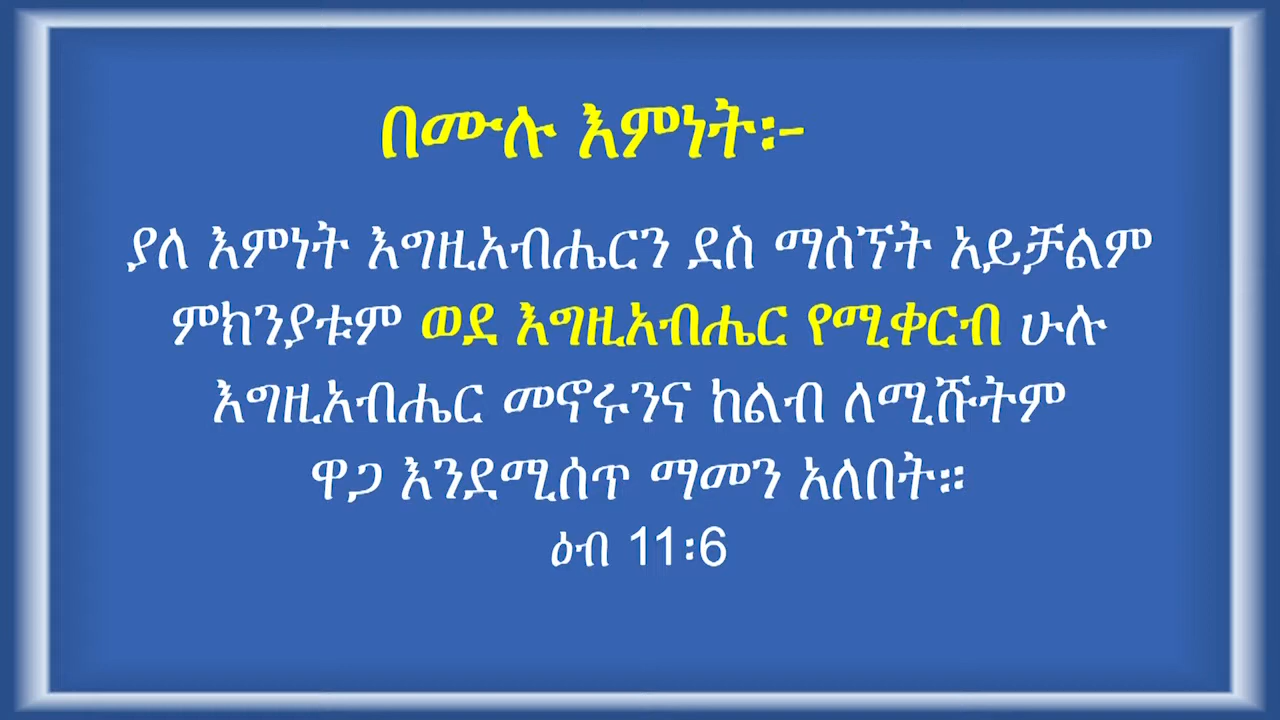 በሙሉ እምነት፡-
ያለ እምነት እግዚአብሔርን ደስ ማሰኘት አይቻልም
ምክንያቱም ወደ እግዚአብሔር የሚቀርብ ሁሉ
እግዚአብሔር መኖሩንና ከልብ ለሚሹትም
ዋጋ እንደሚሰጥ ማመን አለበት።
ዕብ 11፡6